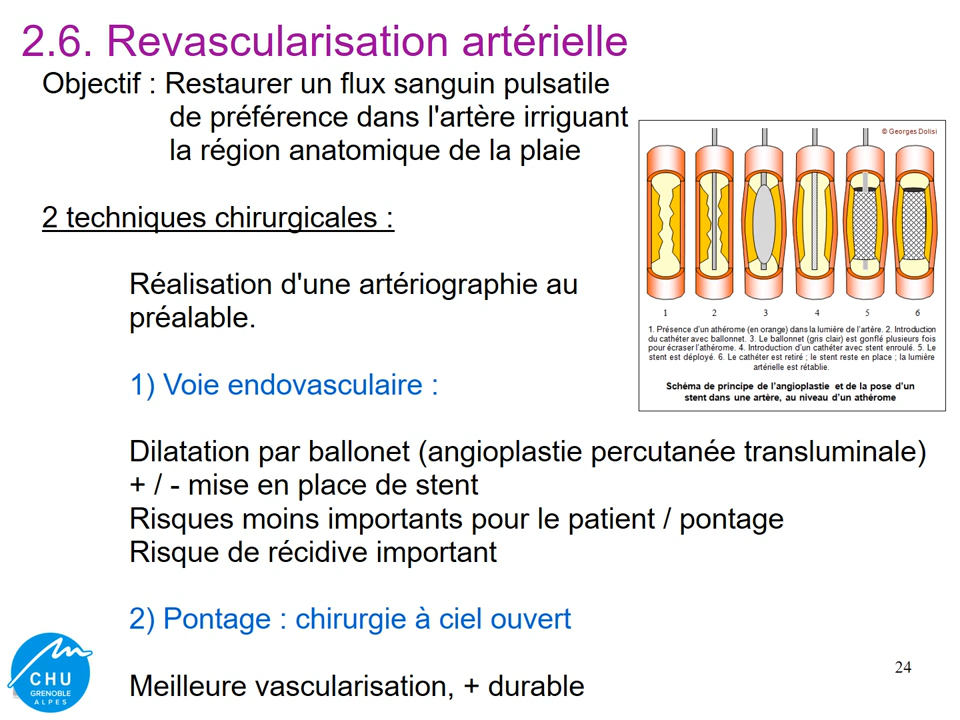 2.6. Revascularisation artérielle
Objectif : Restaurer un flux sanguin pulsatile
de préférence dans l'artère irriguant
la région anatomique de la plaie
2 techniques chirurgicales :
Réalisation d'une artériographie au
préalable.
1) Voie endovasculaire :
Dilatation par ballonet (angioplastie percutanée transluminale)
+ / - mise en place de stent
Risques moins importants pour le patient / pontage
Risque de récidive important
2) Pontage : chirurgie à ciel ouvert
Meilleure vascularisation, + durable
© Georges Dolisi
1 2 3 4 5 6
1. Présence d'un athérome (en orange) dans la lumière de l'artère. 2. Introduction
du cathéter avec ballonnet. 3. Le ballonnet (gris clair) est gonflé plusieurs fois
pour écraser l'athérome. 4. Introduction d'un cathéter avec stent enroulé. 5. Le
stent est déployé. 6. Le cathéter est retiré ; le stent reste en place ; la lumière
artérielle est rétablie.
Schéma de principe de l'angioplastie et de la pose d'un
stent dans une artère, au niveau d'un athérome
CHU
GRENOBLE
ALPES
24